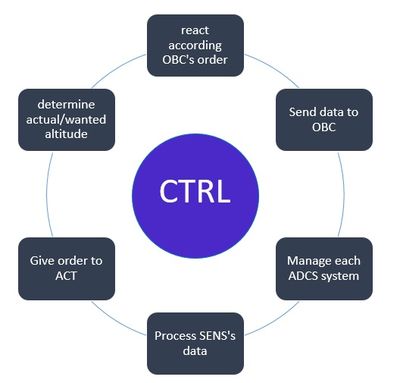 react
according
OBC's order
Send data to
OBC
Manage each
ADCS system
Process SENS's
data
Give order to
ACT
determine
actual/wanted
altitude
CTRL